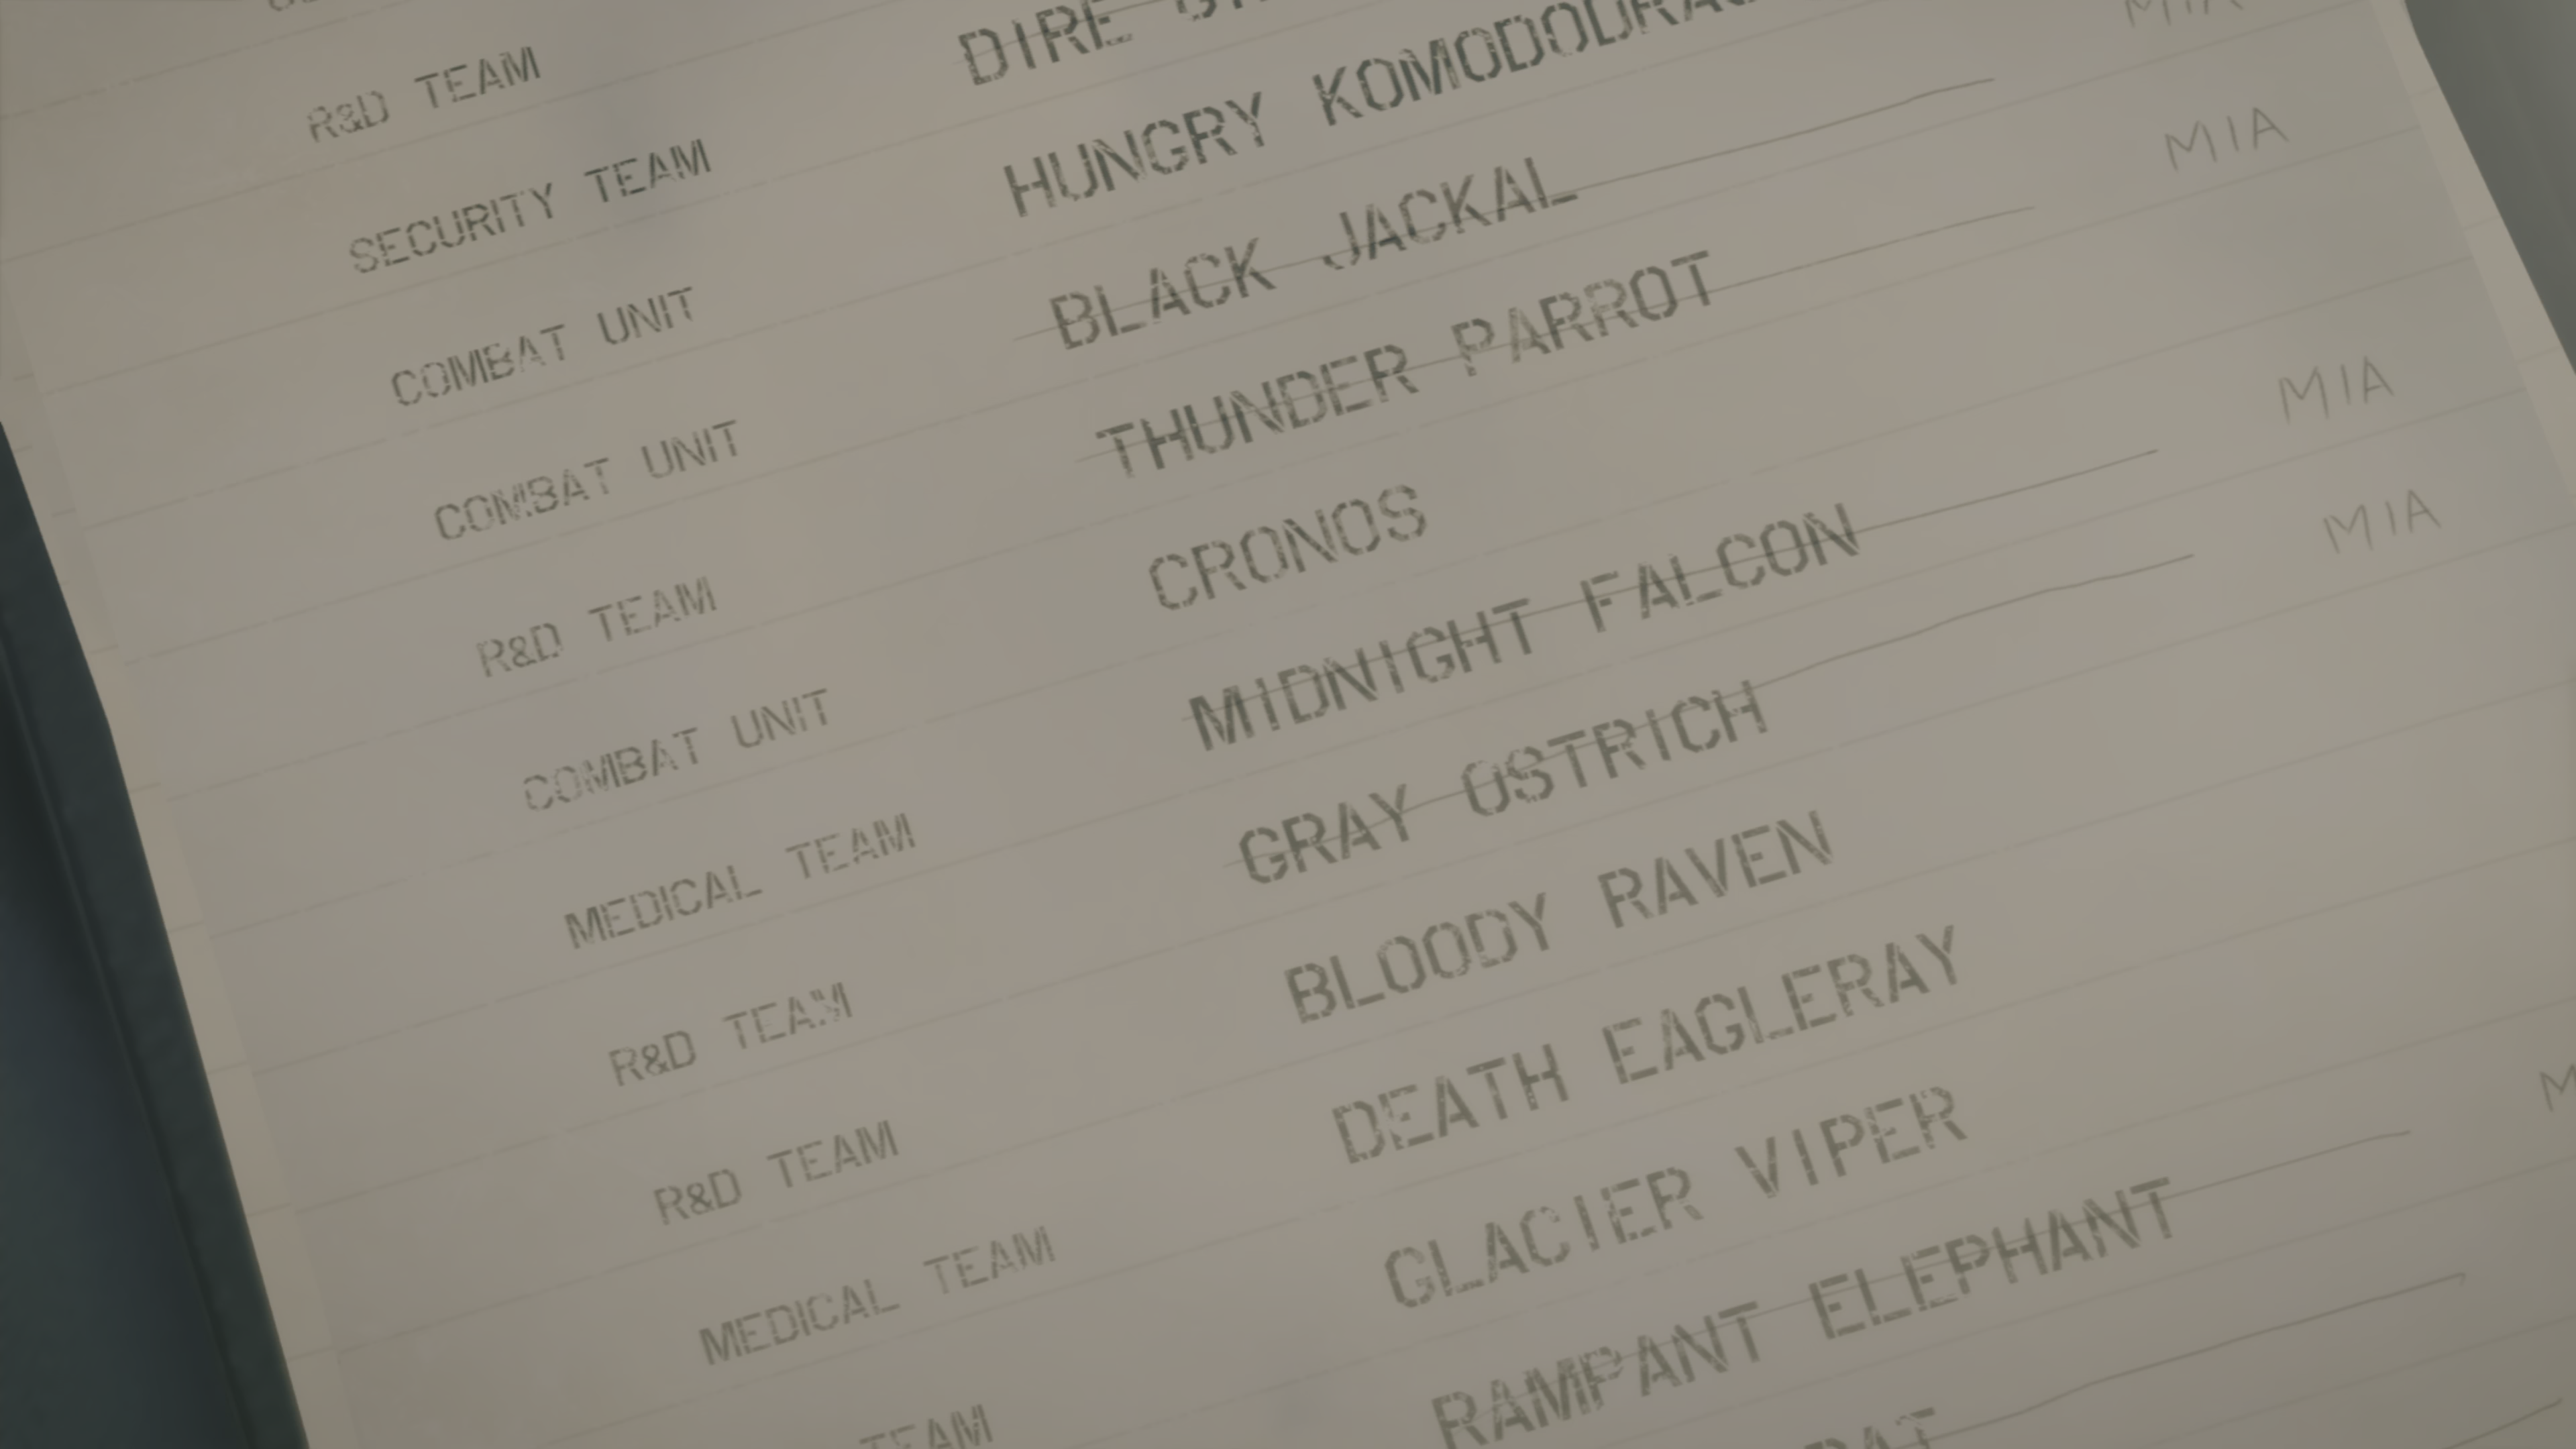 R&D TEAM
SECURITY TEAM DIRE
COMBAT UNIT HUNGRY
COMBAT UNIT BLACK JACKAL MIA
R&D TEAM THUNDER PARROT MIA
COMBAT UNIT CRONOS
MEDICAL TEAM MIDNIGHT FALCON MIA
R&D TEAM GRAY OSTRICH MIA
R&D TEAM BLOODY RAVEN
MEDICAL TEAM DEATH EAGLERAY
TEAM GLACIER VIPER
RAMPANT ELEPHANT